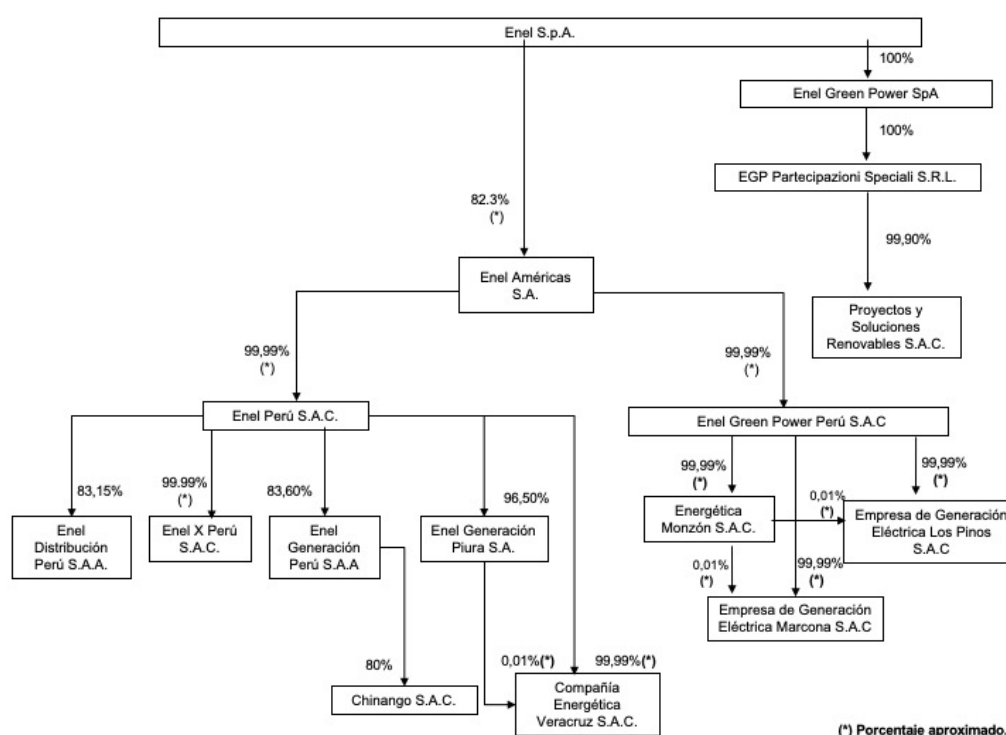 Enel S.p.A.
100%
Enel Green Power SpA
100%
EGP Partecipazioni Speciali S.R.L.
82.3%
(*)
99,90%
Enel Américas
S.A.
Proyectos y
Soluciones
Renovables S.A.C.
99,99%
(*)
99,99%
(*)
Enel Perú S.A.C.
Enel Green Power Perú S.A.C
83,15%
99.99%
(*)
83,60%
96,50%
99,99%
(*)
99,99%
(*)
Enel
Distribución
Perú S.A.A.
Enel X Perú
S.A.C.
Enel
Generación
Perú S.A.A
Enel Generación
Piura S.A.
Energética
Monzón S.A.C.
0,01%
(*)
Empresa de Generación
Eléctrica Los Pinos
S.A.C
0,01%
(*)
99,99%
(*)
Empresa de Generación
Eléctrica Marcona S.A.C
80%
0,01%(*)
99,99%(*)
Chinango S.A.C.
Compañía
Energética
Veracruz S.A.C.
(*) Porcentaje aproximado.